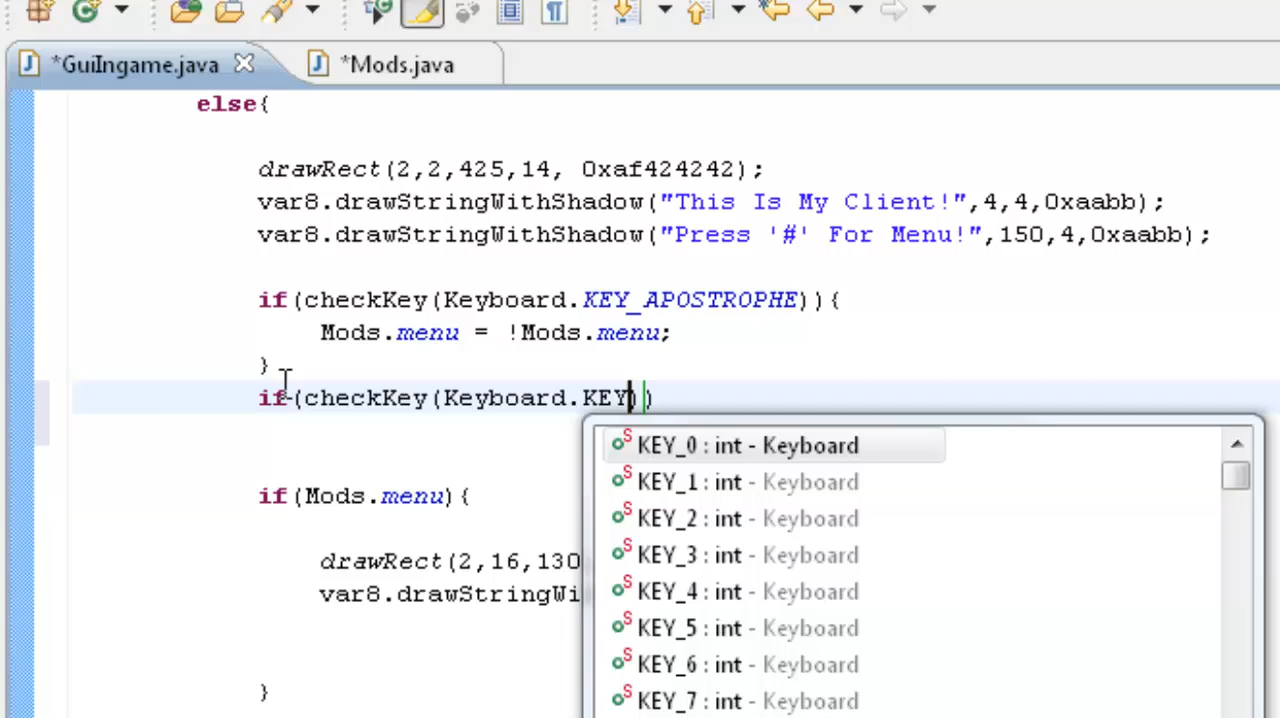 *GuiIngame.java
*Mods.java
else{
drawRect(2,2,425,14, 0xaf424242);
var8.drawStringWithShadow("This Is My Client!",4,4,0xaabb);
var8.drawStringWithShadow("Press '#' For Menu!",150,4,0xaabb);
if(checkKey(Keyboard.KEY_APOSTROPHE)){
Mods.menu = !Mods.menu;
}
if(checkKey(Keyboard.KEY))
KEY_0 : int - Keyboard
KEY_1 : int - Keyboard
if(Mods.menu){
KEY_2 : int - Keyboard
drawRect(2,16,130
KEY_3 : int - Keyboard
var8.drawStringWi
KEY_4 : int - Keyboard
KEY_5 : int - Keyboard
KEY_6 : int - Keyboard
}
KEY_7 : int - Keyboard